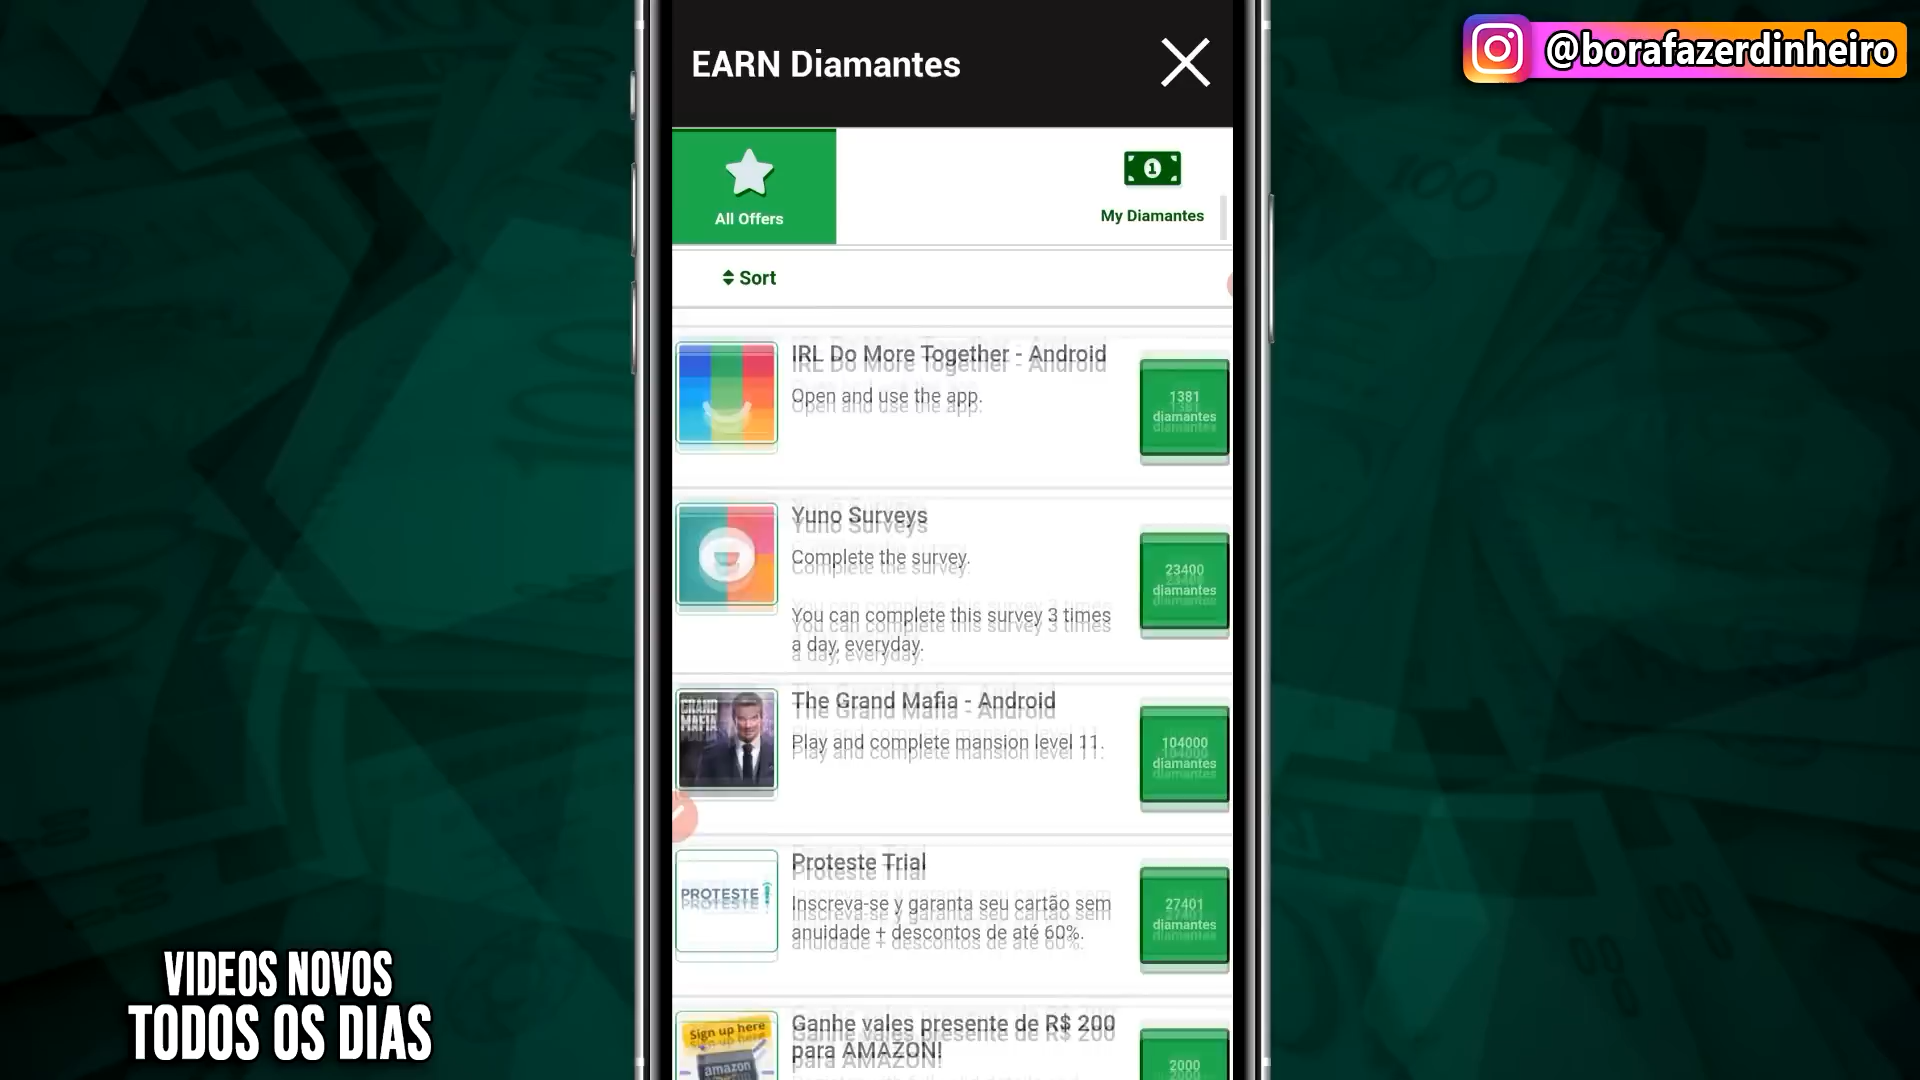 EARN Diamantes
@borafazerdinheiro
All Offers
My Diamantes
Sort
IRL Do More Together - Android
Open and use the app.
1381
diamantes
Yuno Surveys
Complete the survey.
You can complete this survey 3 times
a day, everyday.
23400
diamantes
GRAND
MAFIA
The Grand Mafia - Android
Play and complete mansion level 11.
104000
diamantes
PROTESTE
Proteste Trial
Inscreva-se y garanta seu cartão sem
anuidade + descontos de até 60%.
27401
diamantes
Sign up here
amazon
Ganhe vales presente de R$ 200
para AMAZON!
2000
VIDEOS NOVOS
TODOS OS DIAS